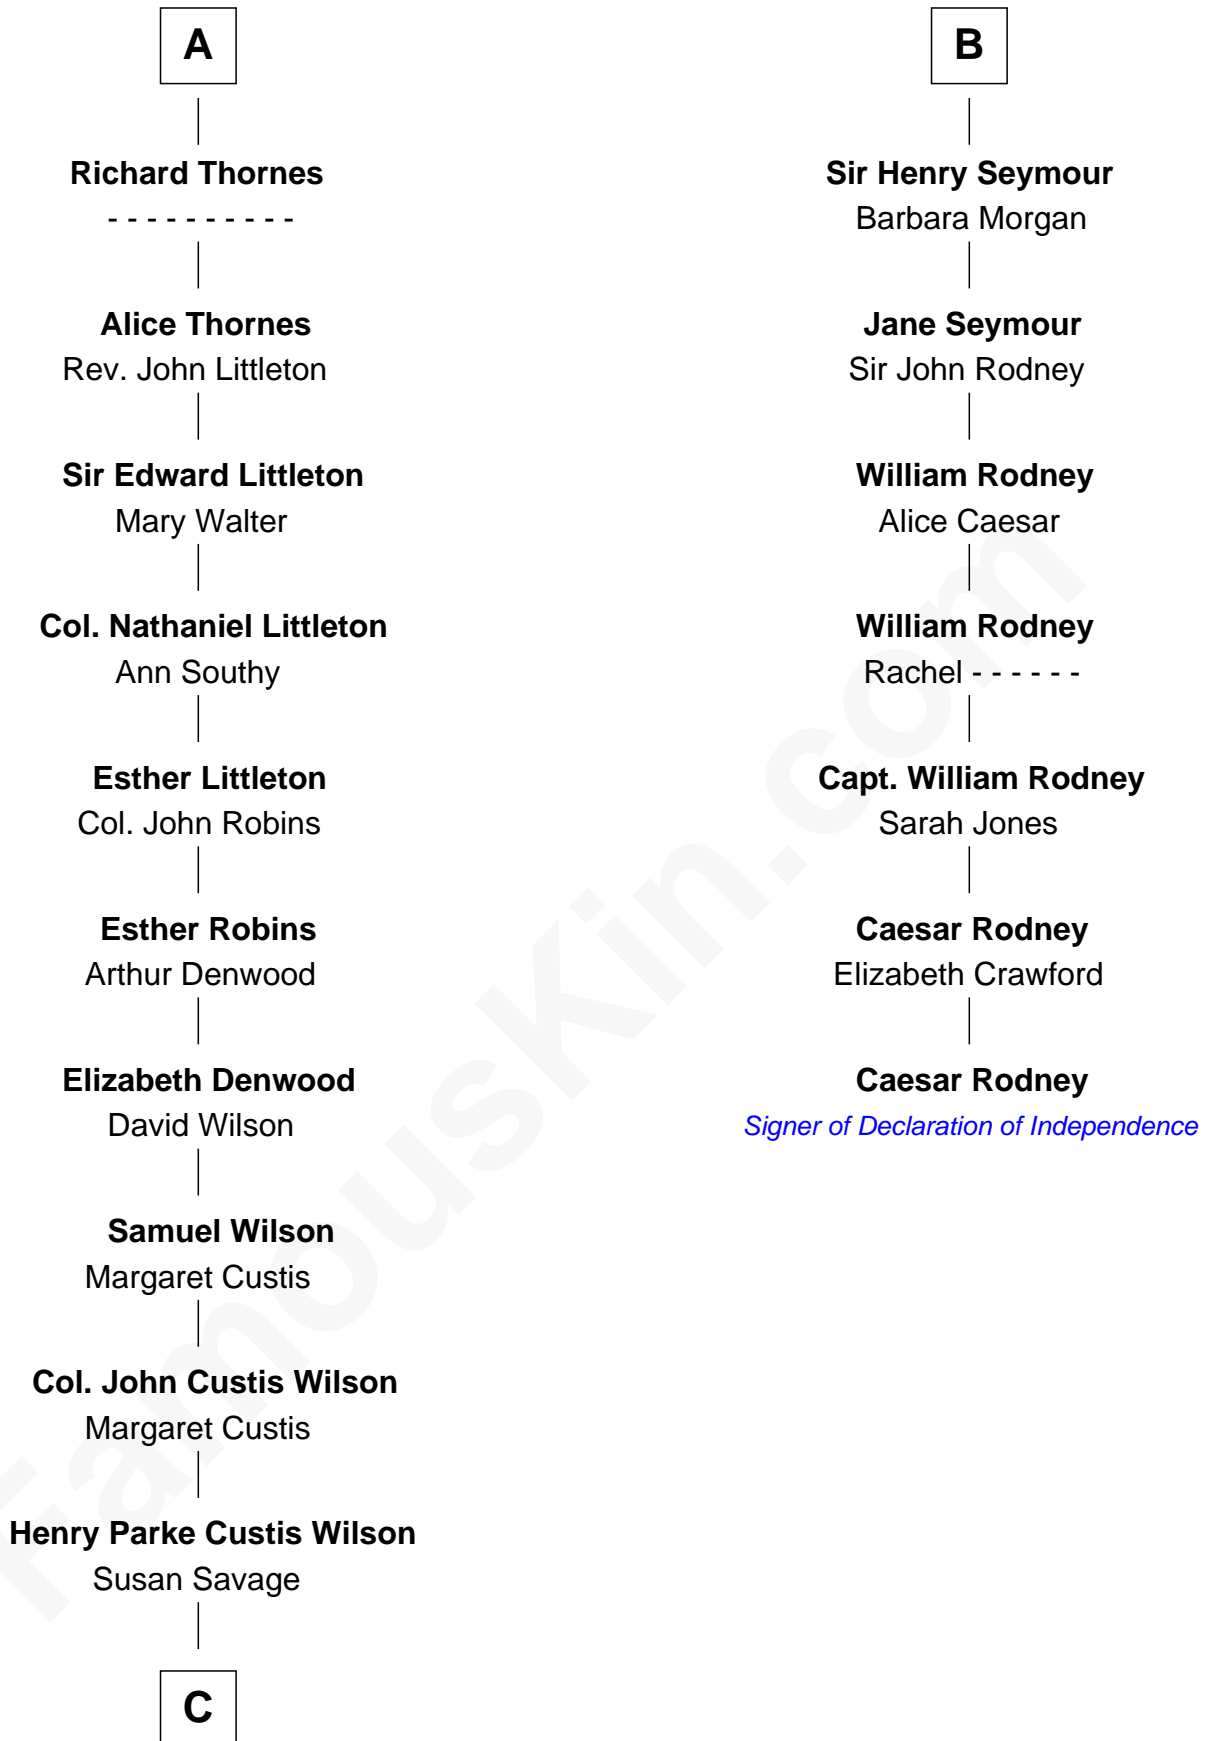 A
Richard Thornes
- - - - - - - - - -
Alice Thornes
Rev. John Littleton
Sir Edward Littleton
Mary Walter
Col. Nathaniel Littleton
Ann Southy
Esther Littleton
Col. John Robins
Esther Robins
Arthur Denwood
Elizabeth Denwood
David Wilson
Samuel Wilson
Margaret Custis
Col. John Custis Wilson
Margaret Custis
Henry Parke Custis Wilson
Susan Savage
C
B
Sir Henry Seymour
Barbara Morgan
Jane Seymour
Sir John Rodney
William Rodney
Alice Caesar
William Rodney
Rachel - - - - - -
Capt. William Rodney
Sarah Jones
Caesar Rodney
Elizabeth Crawford
Caesar Rodney
Signer of Declaration of Independence
FamousKin.com